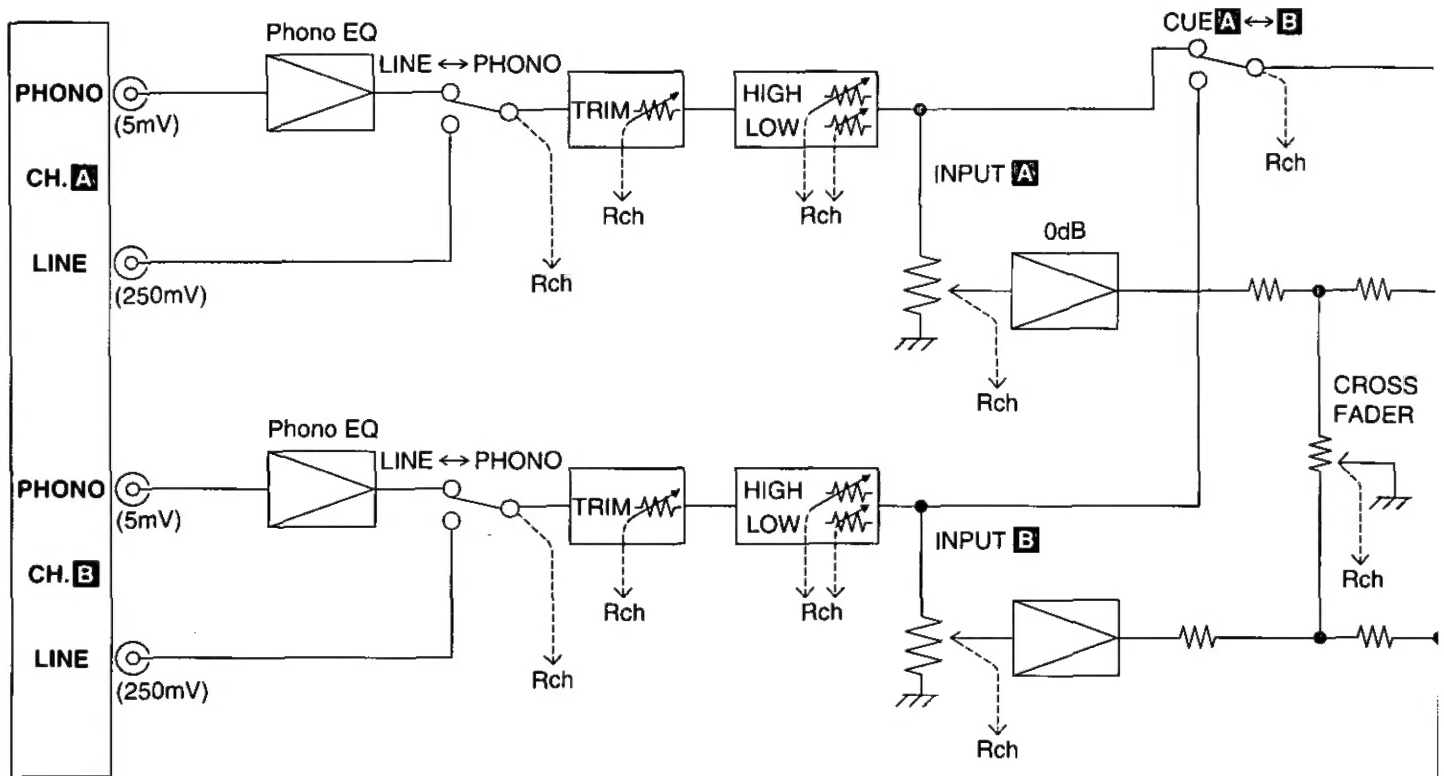 Phono EQ
LINE ↔ PHONO
CUE A ↔ B
PHONO
(5mV)
TRIM
HIGH
LOW
Rch
Rch
Rch
Rch
CH. A
INPUT A
0dB
LINE
(250mV)
Rch
CROSS
FADER
Phono EQ
LINE ↔ PHONO
PHONO
(5mV)
TRIM
HIGH
LOW
INPUT B
Rch
CH. B
Rch
Rch
LINE
(250mV)
Rch
Rch